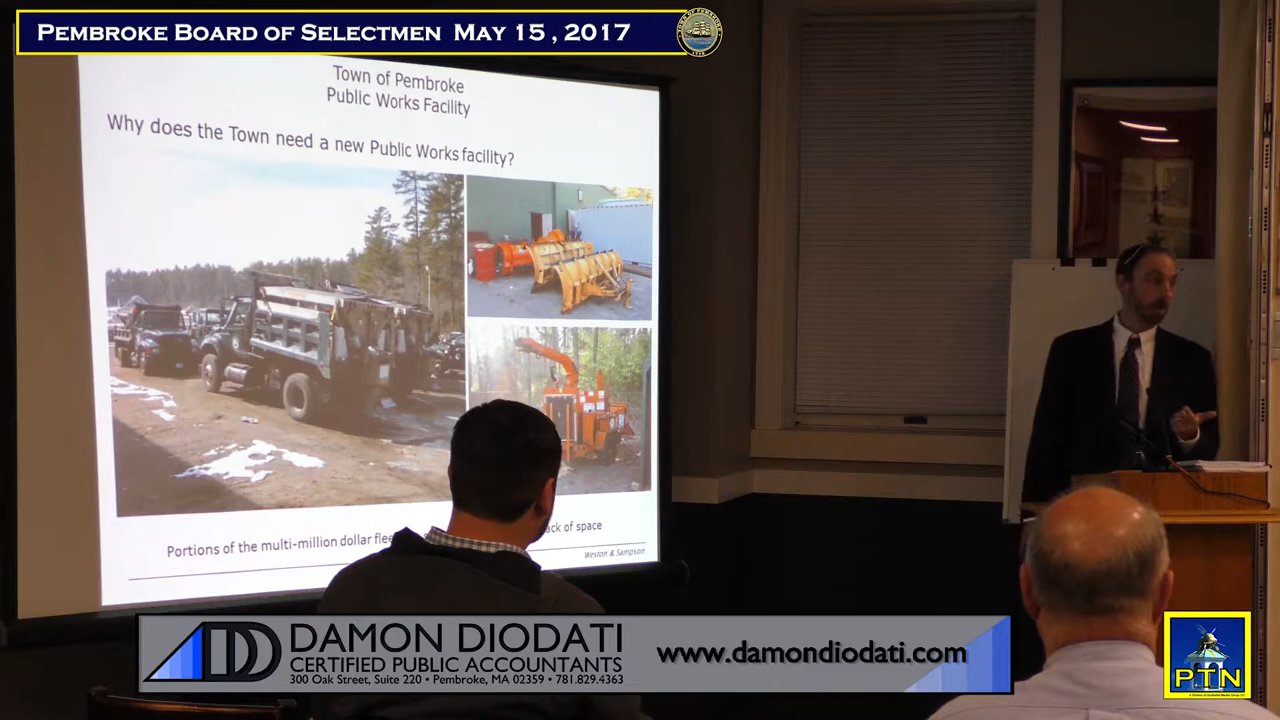 PEMBROKE BOARD OF SELECTMEN MAY 15, 2017
Town of Pembroke
Public Works Facility
Why does the Town need a new Public Works facility?
Portions of the multi-million dollar
of space
Weston & Sampson
DAMON DIODATI
CERTIFIED PUBLIC ACCOUNTANTS
300 Oak Street, Suite 220 • Pembroke, MA 02359 • 781.829.4363
www.damondiodati.com
PTN